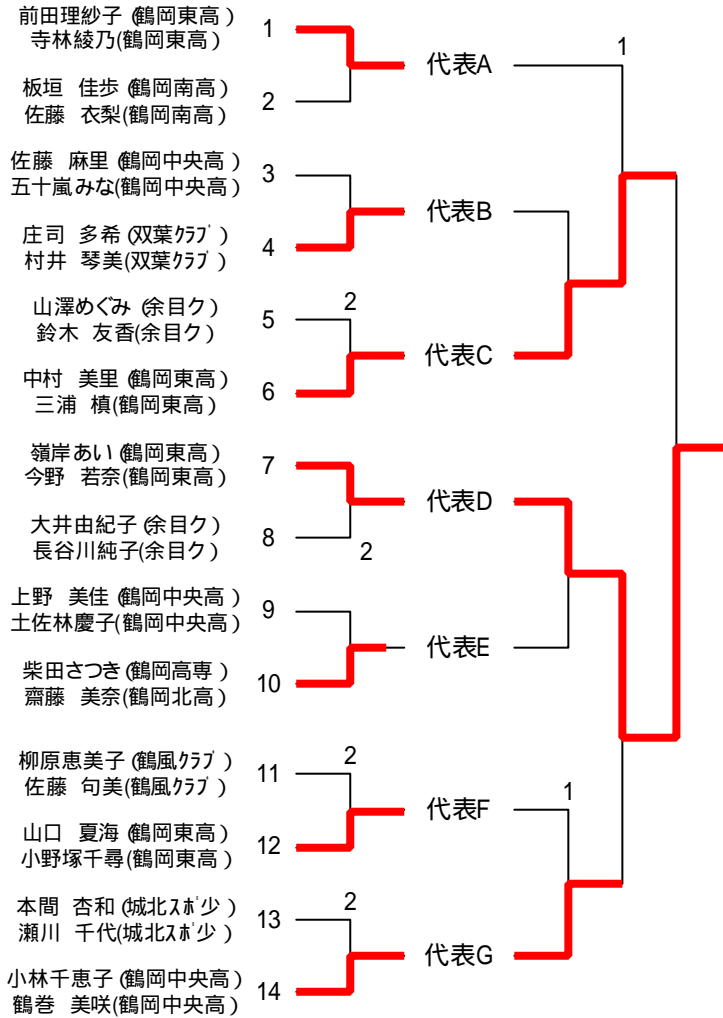 前田理紗子 (鶴岡東高)
寺林綾乃(鶴岡東高)
1
板垣 佳歩 (鶴岡南高)
佐藤 衣梨(鶴岡南高)
2
代表A
1
佐藤 麻里 (鶴岡中央高)
五十嵐みな(鶴岡中央高)
3
庄司 多希 (双葉クラブ)
村井 琴美(双葉クラブ)
4
代表B
山澤めぐみ (余目ク)
鈴木 友香(余目ク)
5
2
中村 美里 (鶴岡東高)
三浦 槙(鶴岡東高)
6
代表C
嶺岸あい (鶴岡東高)
今野 若奈(鶴岡東高)
7
大井由紀子 (余目ク)
長谷川純子(余目ク)
8
2
代表D
上野 美佳 (鶴岡中央高)
土佐林慶子(鶴岡中央高)
9
柴田さつき (鶴岡高専)
齋藤 美奈(鶴岡北高)
10
代表E
柳原恵美子 (鶴風クラブ)
佐藤 句美(鶴風クラブ)
11
2
山口 夏海 (鶴岡東高)
小野塚千尋(鶴岡東高)
12
代表F
1
本間 杏和 (城北スポ少)
瀬川 千代(城北スポ少)
13
2
小林千恵子 (鶴岡中央高)
鶴巻 美咲(鶴岡中央高)
14
代表G